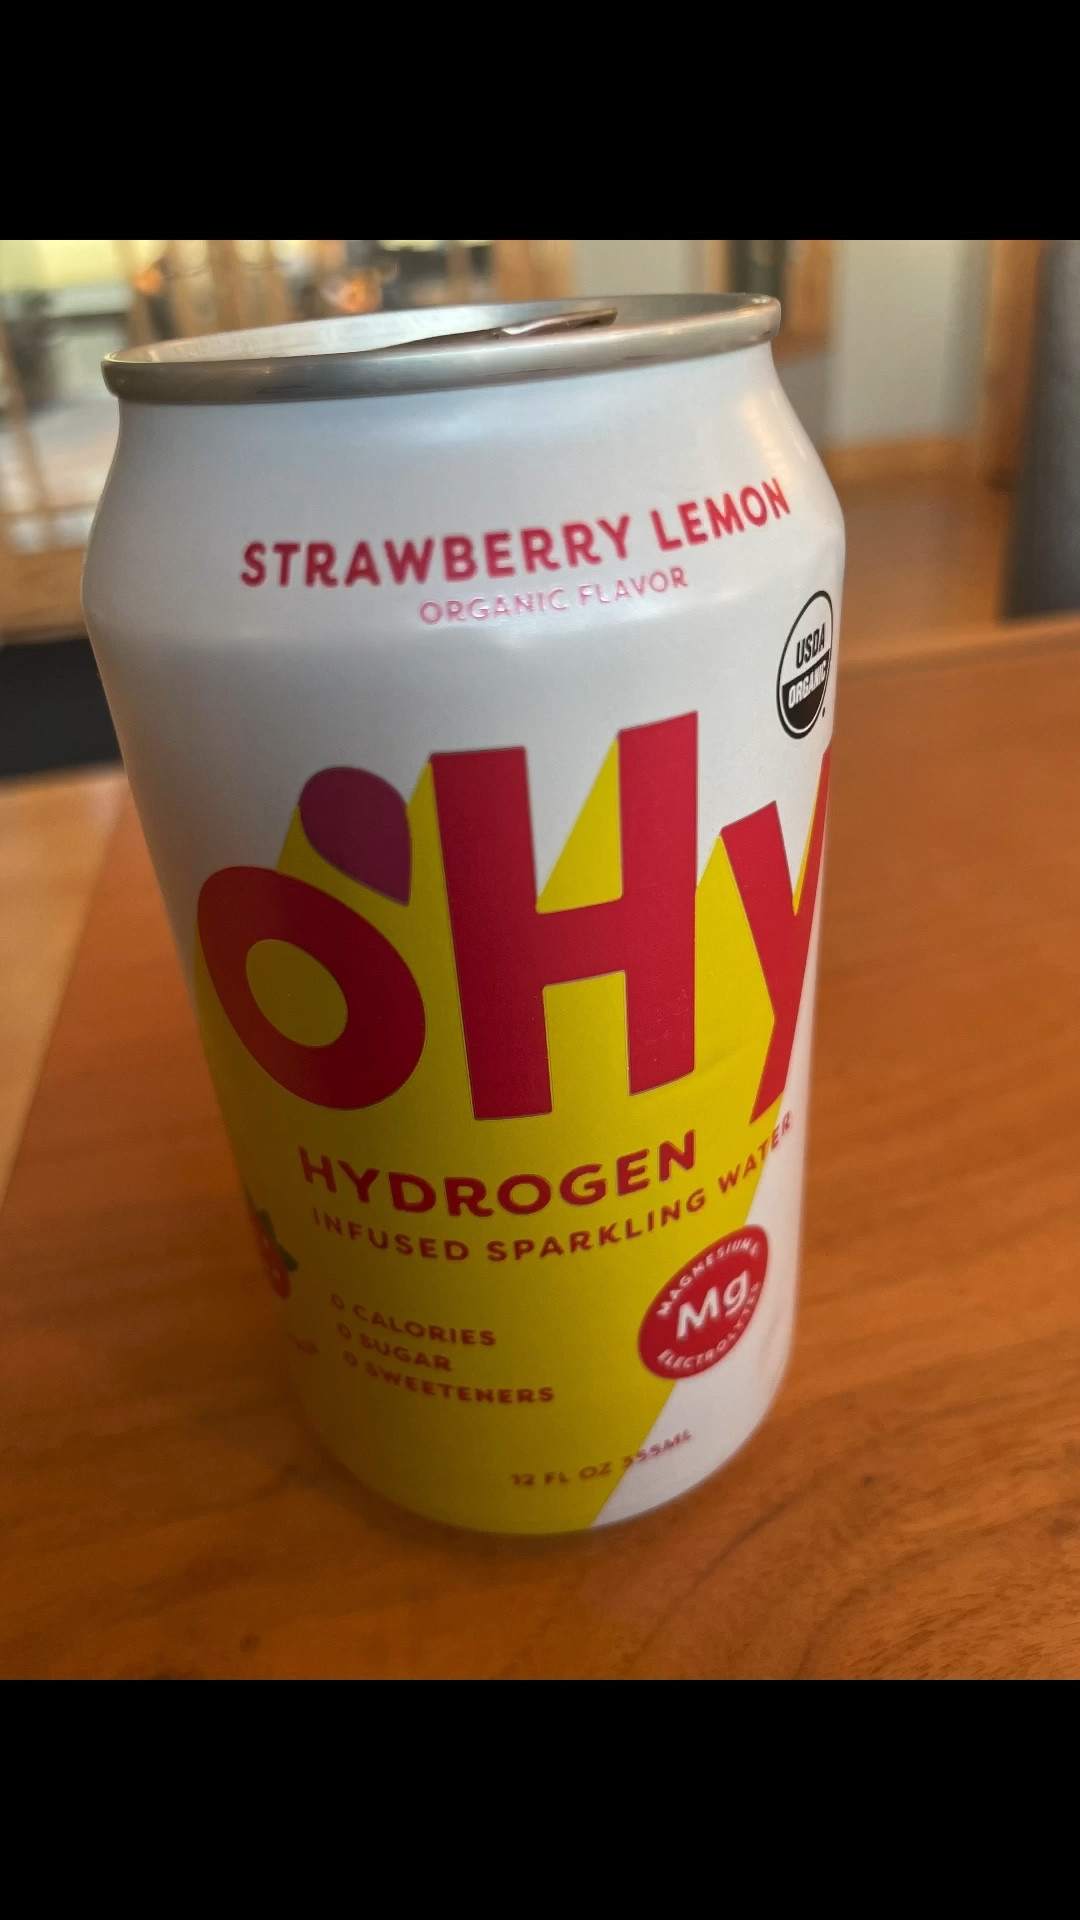 STRAWBERRY LEMON
ORGANIC FLAVOR
USDA
ORGANIC
OHY
HYDROGEN
INFUSED SPARKLING WATER
MAGNESIUM
Mg
ELECTROLYTES
0 CALORIES
0 SUGAR
0 SWEETENERS
12 FL OZ 355ML